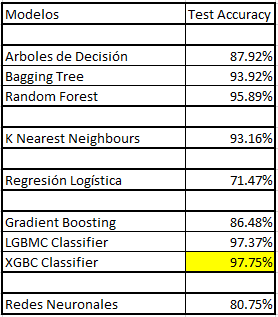 Modelos Test Accuracy
Arboles de Decisión 87.92%
Bagging Tree 93.92%
Random Forest 95.89%
K Nearest Neighbours 93.16%
Regresión Logística 71.47%
Gradient Boosting 86.48%
LGBMC Classifier 97.37%
XGBC Classifier 97.75%
Redes Neuronales 80.75%